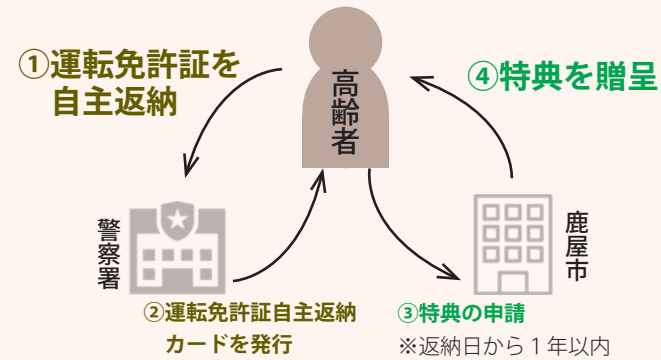 ①運転免許証を
自主返納
高齢者
④特典を贈呈
警察署
鹿屋市
②運転免許証自主返納
カードを発行
③特典の申請
※返納日から1年以内